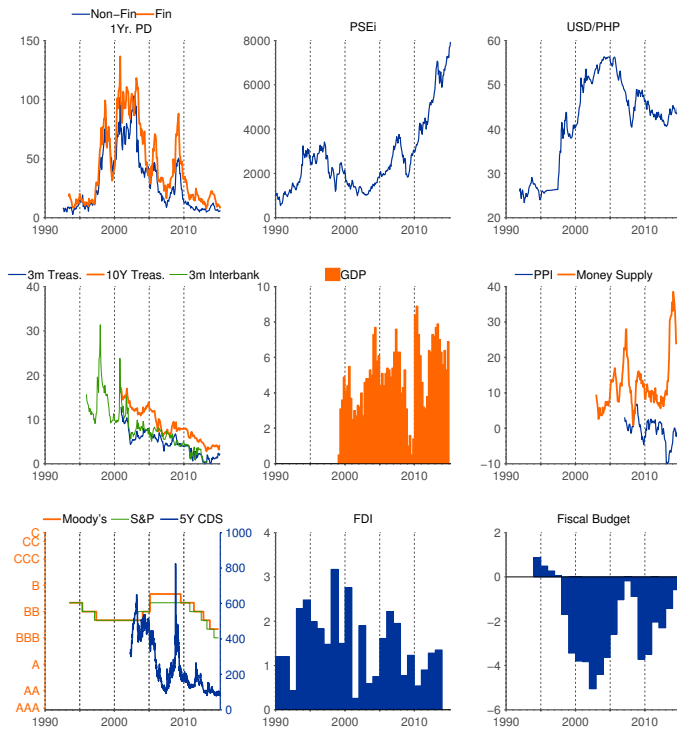 Non−Fin Fin
1Yr. PD
150
100
50
0
1990 2000 2010
PSEi
8000
6000
4000
2000
0
1990 2000 2010
USD/PHP
60
50
40
30
20
1990 2000 2010
3m Treas. 10Y Treas. 3m Interbank
40
30
20
10
0
1990 2000 2010
GDP
10
8
6
4
2
0
1990 2000 2010
PPI Money Supply
40
30
20
10
0
−10
1990 2000 2010
Moody's S&P 5Y CDS
C
CC
CCC
B
BB
BBB
A
AA
AAA
1000
800
600
400
200
0
1990 2000 2010
FDI
4
3
2
1
0
1990 2000 2010
Fiscal Budget
2
0
−2
−4
−6
1990 2000 2010